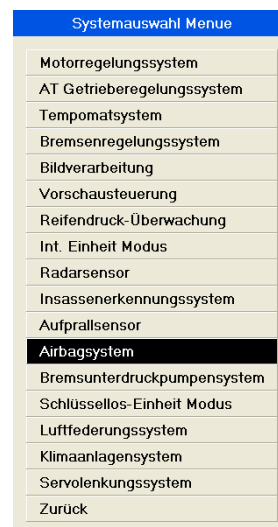 Systemauswahl Menue
Motorregelungssystem
AT Getrieberegelungssystem
Tempomatsystem
Bremsenregelungssystem
Bildverarbeitung
Vorschausteuerung
Reifendruck-Überwachung
Int. Einheit Modus
Radarsensor
Insassenerkennungssystem
Aufprallsensor
Airbagsystem
Bremsunterdruckpumpensystem
Schlüssellos-Einheit Modus
Luftfederungssystem
Klimaanlagensystem
Servolenkungssystem
Zurück